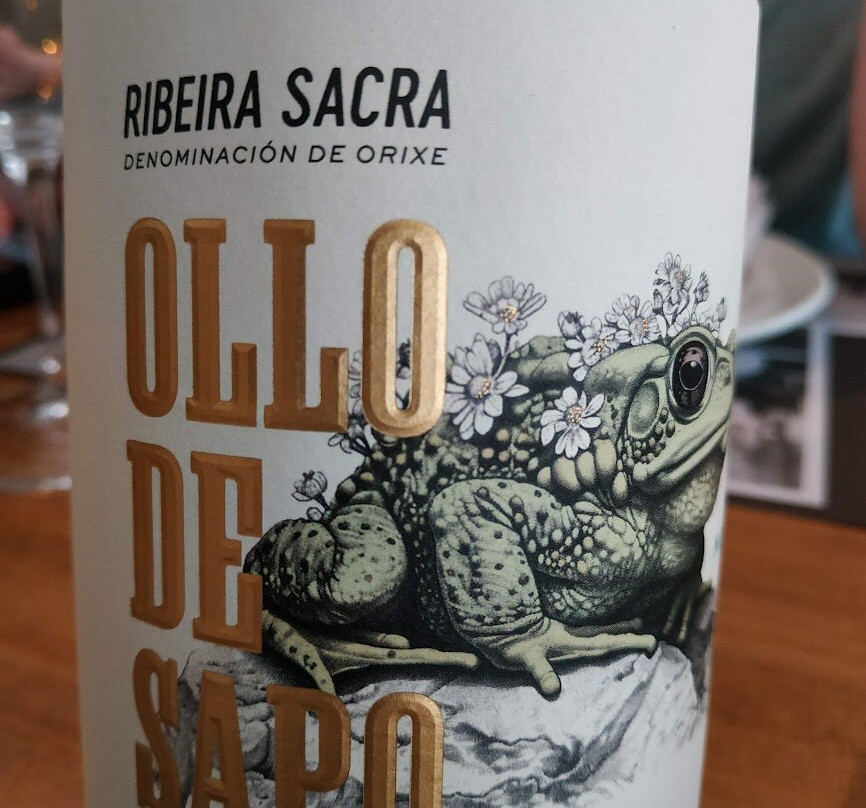 RIBEIRA SACRA
DENOMINACIÓN DE ORIXE
OLLO
DE
SAPO